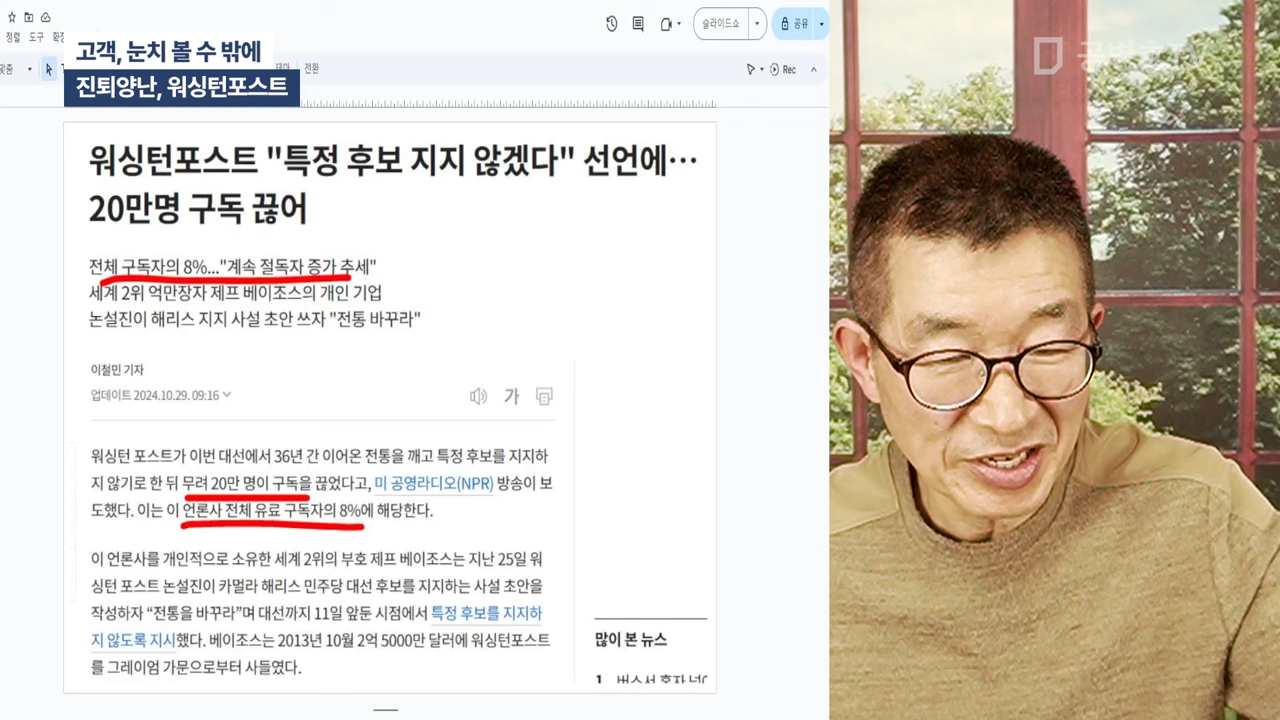 정렬 도구
슬라이드쇼
공유
고객, 눈치 볼 수 밖에
진퇴양난, 워싱턴포스트
맞춤
테마 전환
Rec
워싱턴포스트 "특정 후보 지지 않겠다" 선언에…
20만명 구독 끊어
전체 구독자의 8%..."계속 절독자 증가 추세"
세계 2위 억만장자 제프 베이조스의 개인 기업
논설진이 해리스 지지 사설 초안 쓰자 "전통 바꾸라"
이철민 기자
업데이트 2024.10.29. 09:16
가
워싱턴 포스트가 이번 대선에서 36년 간 이어온 전통을 깨고 특정 후보를 지지하
지 않기로 한 뒤 무려 20만 명이 구독을 끊었다고, 미 공영라디오(NPR) 방송이 보
도했다. 이는 이 언론사 전체 유료 구독자의 8%에 해당한다.
이 언론사를 개인적으로 소유한 세계 2위의 부호 제프 베이조스는 지난 25일 워
싱턴 포스트 논설진이 카멀라 해리스 민주당 대선 후보를 지지하는 사설 초안을
작성하자 “전통을 바꾸라”며 대선까지 11일 앞둔 시점에서 특정 후보를 지지하
지 않도록 지시했다. 베이조스는 2013년 10월 2억 5000만 달러에 워싱턴포스트
를 그레이엄 가문으로부터 사들였다.
많이 본 뉴스
1